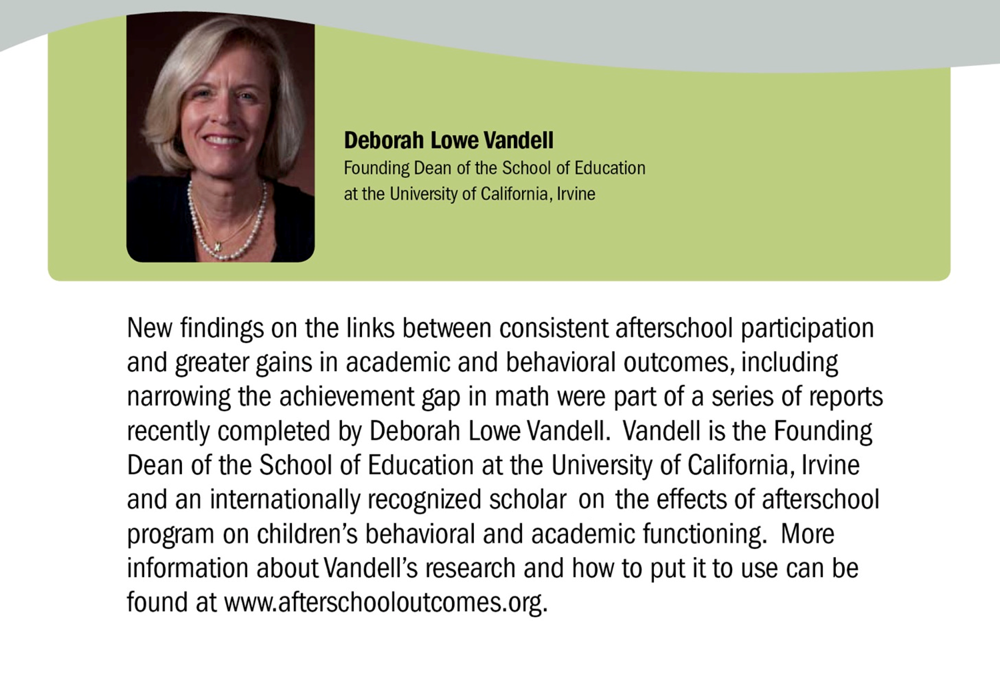 Deborah Lowe Vandell
Founding Dean of the School of Education
at the University of California, Irvine
New findings on the links between consistent afterschool participation
and greater gains in academic and behavioral outcomes, including
narrowing the achievement gap in math were part of a series of reports
recently completed by Deborah Lowe Vandell.  Vandell is the Founding
Dean of the School of Education at the University of California, Irvine
and an internationally recognized scholar  on  the effects of afterschool
program on children’s behavioral and academic functioning.  More
information about Vandell’s research and how to put it to use can be
found at www.afterschooloutcomes.org.